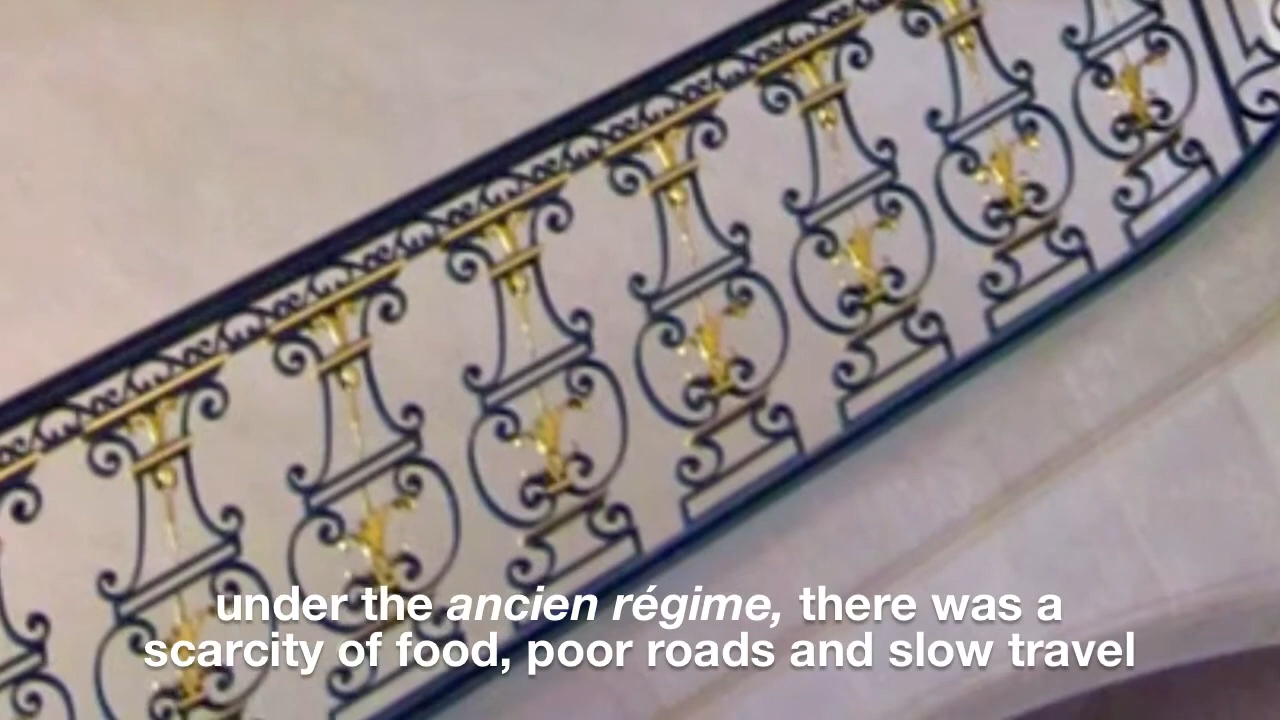 under the ancien régime, there was a
scarcity of food, poor roads and slow travel